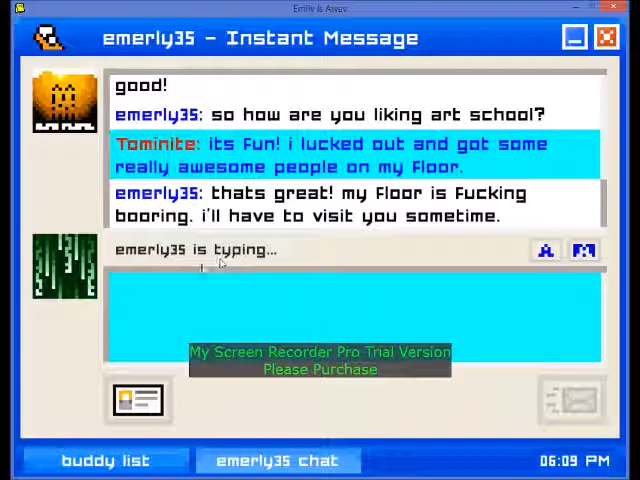 Emily Is Away
emerly35 - Instant Message
good!
emerly35: so how are you liking art school?
Tominite: its fun! i lucked out and got some
really awesome people on my floor.
emerly35: thats great! my floor is fucking
booring. i'll have to visit you sometime.
emerly35 is typing...
A
My Screen Recorder Pro Trial Version
Please Purchase
buddy list
emerly35 chat
06:09 PM